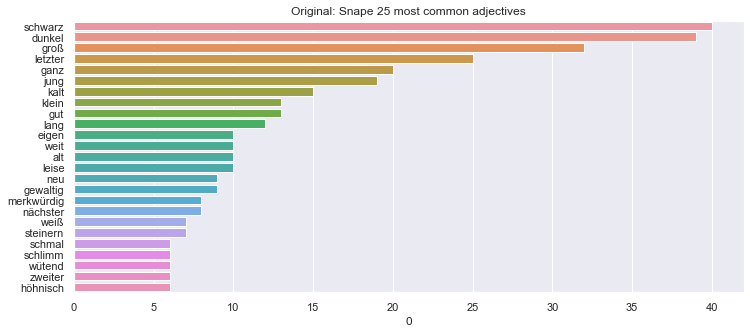 Original: Snape 25 most common adjectives
schwarz
dunkel
groß
letzter
ganz
jung
kalt
klein
gut
lang
eigen
weit
alt
leise
neu
gewaltig
merkwürdig
nächster
weiß
steinern
schmal
schlimm
wütend
zweiter
höhnisch
0 5 10 15 20 25 30 35 40
0